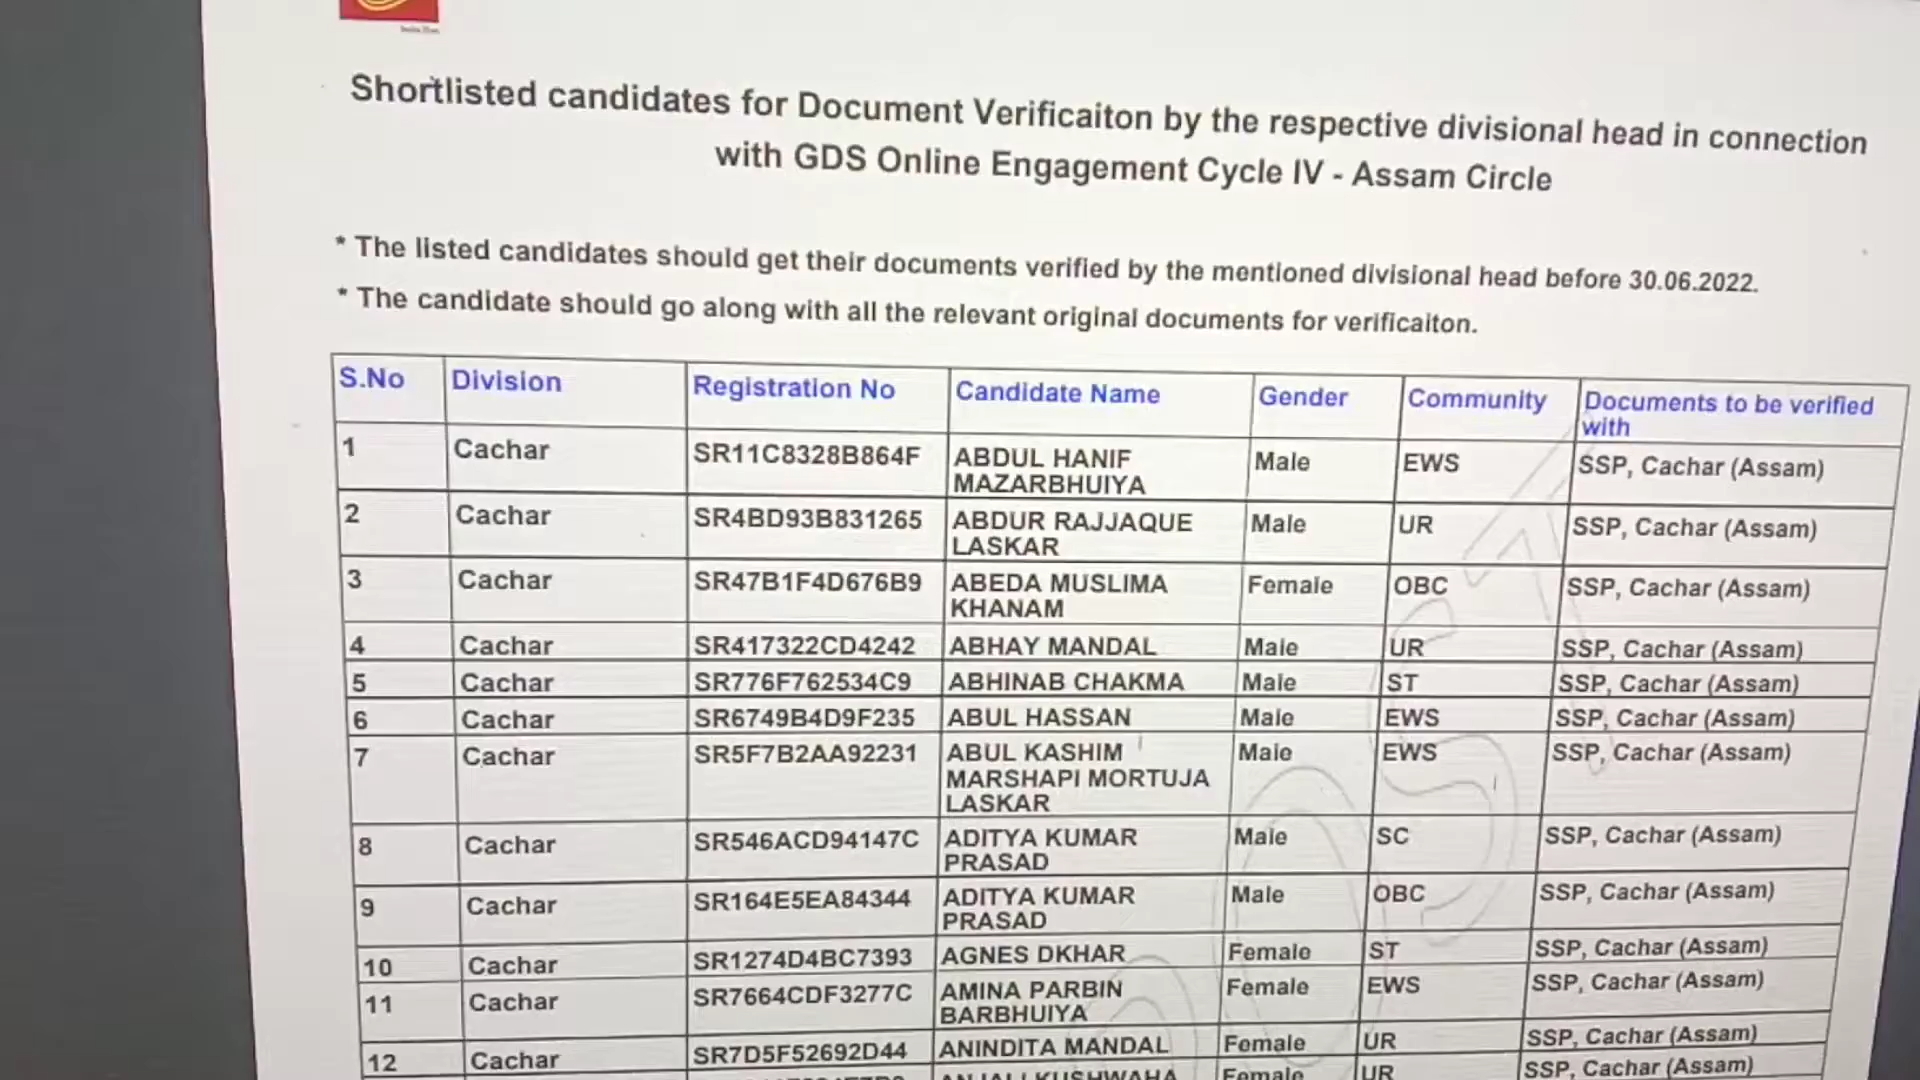 Shortlisted candidates for Document Verificaiton by the respective divisional head in connection
with GDS Online Engagement Cycle IV - Assam Circle
* The listed candidates should get their documents verified by the mentioned divisional head before 30.06.2022.
* The candidate should go along with all the relevant original documents for verificaiton.
S.No Division Registration No Candidate Name Gender Community Documents to be verified
with
1 Cachar SR11C8328B864F ABDUL HANIF Male EWS SSP, Cachar (Assam)
MAZARBHUIYA
2 Cachar SR4BD93B831265 ABDUR RAJJAQUE Male UR SSP, Cachar (Assam)
LASKAR
3 Cachar SR47B1F4D676B9 ABEDA MUSLIMA Female OBC SSP, Cachar (Assam)
KHANAM
4 Cachar SR417322CD4242 ABHAY MANDAL Male UR SSP, Cachar (Assam)
5 Cachar SR776F762534C9 ABHINAB CHAKMA Male ST SSP, Cachar (Assam)
6 Cachar SR6749B4D9F235 ABUL HASSAN Male EWS SSP, Cachar (Assam)
7 Cachar SR5F7B2AA92231 ABUL KASHIM Male EWS SSP, Cachar (Assam)
MARSHAPI MORTUJA
LASKAR
8 Cachar SR546ACD94147C ADITYA KUMAR Male SC SSP, Cachar (Assam)
PRASAD
9 Cachar SR164E5EA84344 ADITYA KUMAR Male OBC SSP, Cachar (Assam)
PRASAD
10 Cachar SR1274D4BC7393 AGNES DKHAR Female ST SSP, Cachar (Assam)
11 Cachar SR7664CDF3277C AMINA PARBIN Female EWS SSP, Cachar (Assam)
BARBHUIYA
12 Cachar SR7D5F52692D44 ANINDITA MANDAL Female UR SSP, Cachar (Assam)
ANJALI KUSHWAHA Female UR SSP, Cachar (Assam)